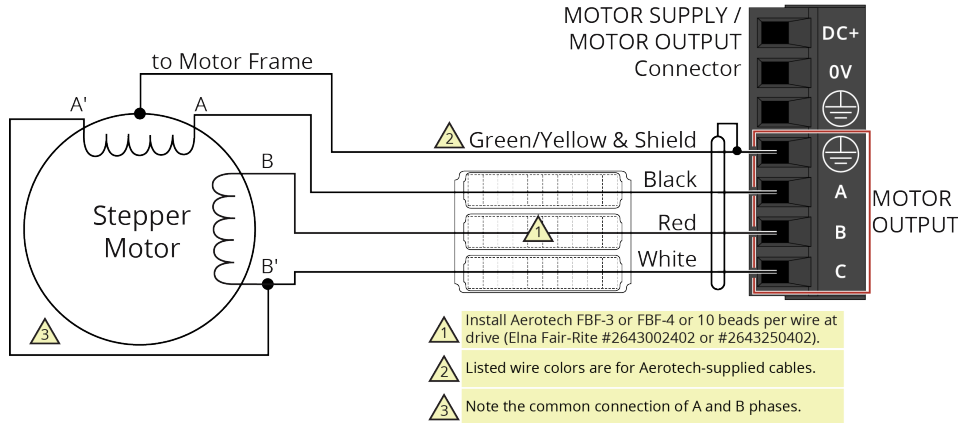 MOTOR SUPPLY /
MOTOR OUTPUT
Connector
DC+
0V
to Motor Frame
A'
A
2
Green/Yellow & Shield
B
Black
A
MOTOR
OUTPUT
Stepper
Motor
1
Red
B
B'
White
C
3
1
Install Aerotech FBF-3 or FBF-4 or 10 beads per wire at
drive (Elna Fair-Rite #2643002402 or #2643250402).
2
Listed wire colors are for Aerotech-supplied cables.
3
Note the common connection of A and B phases.